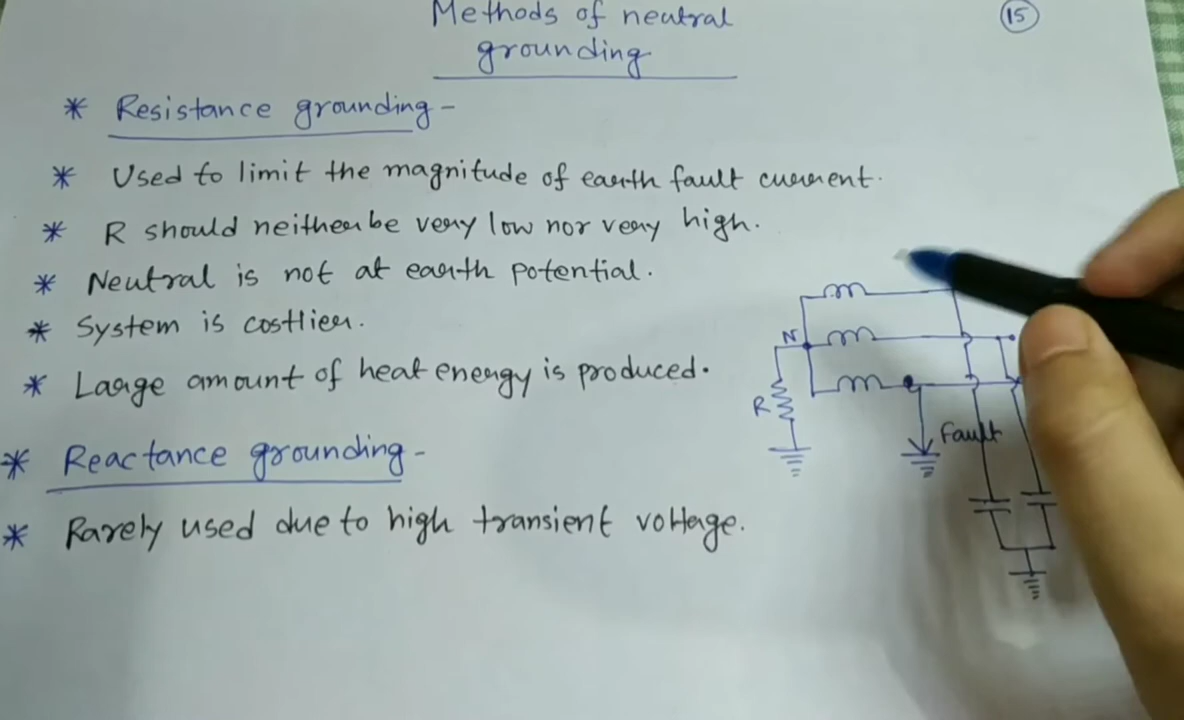 Methods of neutral
grounding
15
* Resistance grounding -
* Used to limit the magnitude of earth fault current.
* R should neither be very low nor very high.
* Neutral is not at earth potential.
* System is costlier.
* Large amount of heat energy is produced.
N
R
Fault
* Reactance grounding -
* Rarely used due to high transient voltage.